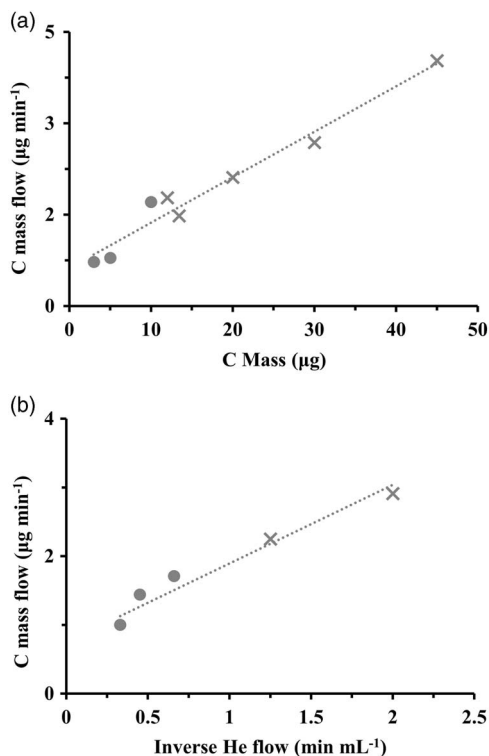 (a)
5
3
2
0
C mass flow (µg min⁻¹)
0 10 20 30 40 50
C Mass (µg)
(b)
4
2
1
0
C mass flow (µg min⁻¹)
0 0.5 1 1.5 2 2.5
Inverse He flow (min mL⁻¹)